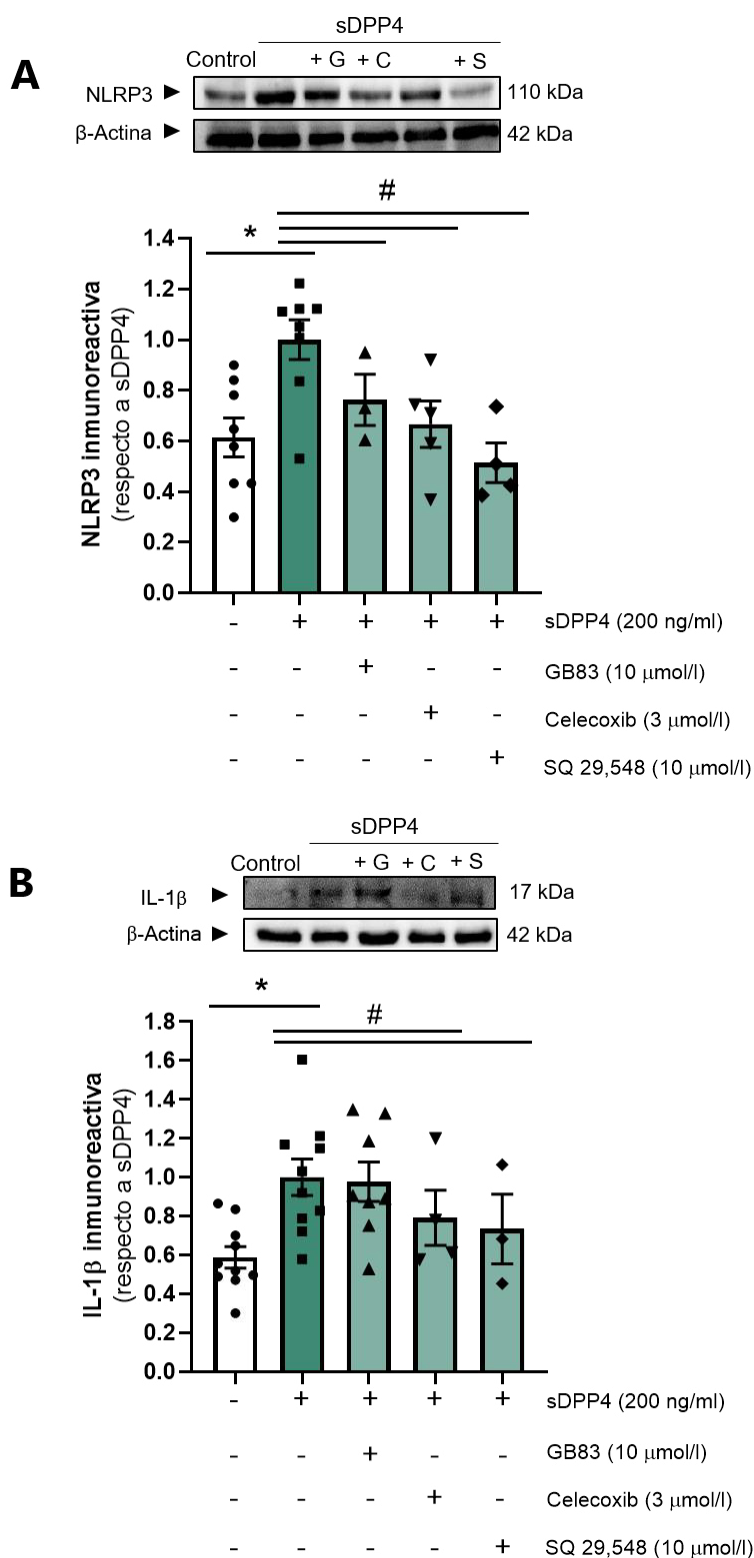 A
sDPP4
Control + G + C + S
NLRP3 ► 110 kDa
β-Actina ► 42 kDa
#
*
1.4
1.2
1.0
0.8
0.6
0.4
0.2
0.0
NLRP3 inmunoreactiva
(respecto a sDPP4)
- + + + + sDPP4 (200 ng/ml)
- - + - - GB83 (10 μmol/l)
- - - + - Celecoxib (3 μmol/l)
- - - - + SQ 29,548 (10 μmol/l)
B
sDPP4
Control + G + C + S
IL-1β ► 17 kDa
β-Actina ► 42 kDa
*
#
1.8
1.6
1.4
1.2
1.0
0.8
0.6
0.4
0.2
0.0
IL-1β inmunoreactiva
(respecto a sDPP4)
- + + + + sDPP4 (200 ng/ml)
- - + - - GB83 (10 μmol/l)
- - - + - Celecoxib (3 μmol/l)
- - - - + SQ 29,548 (10 μmol/l)